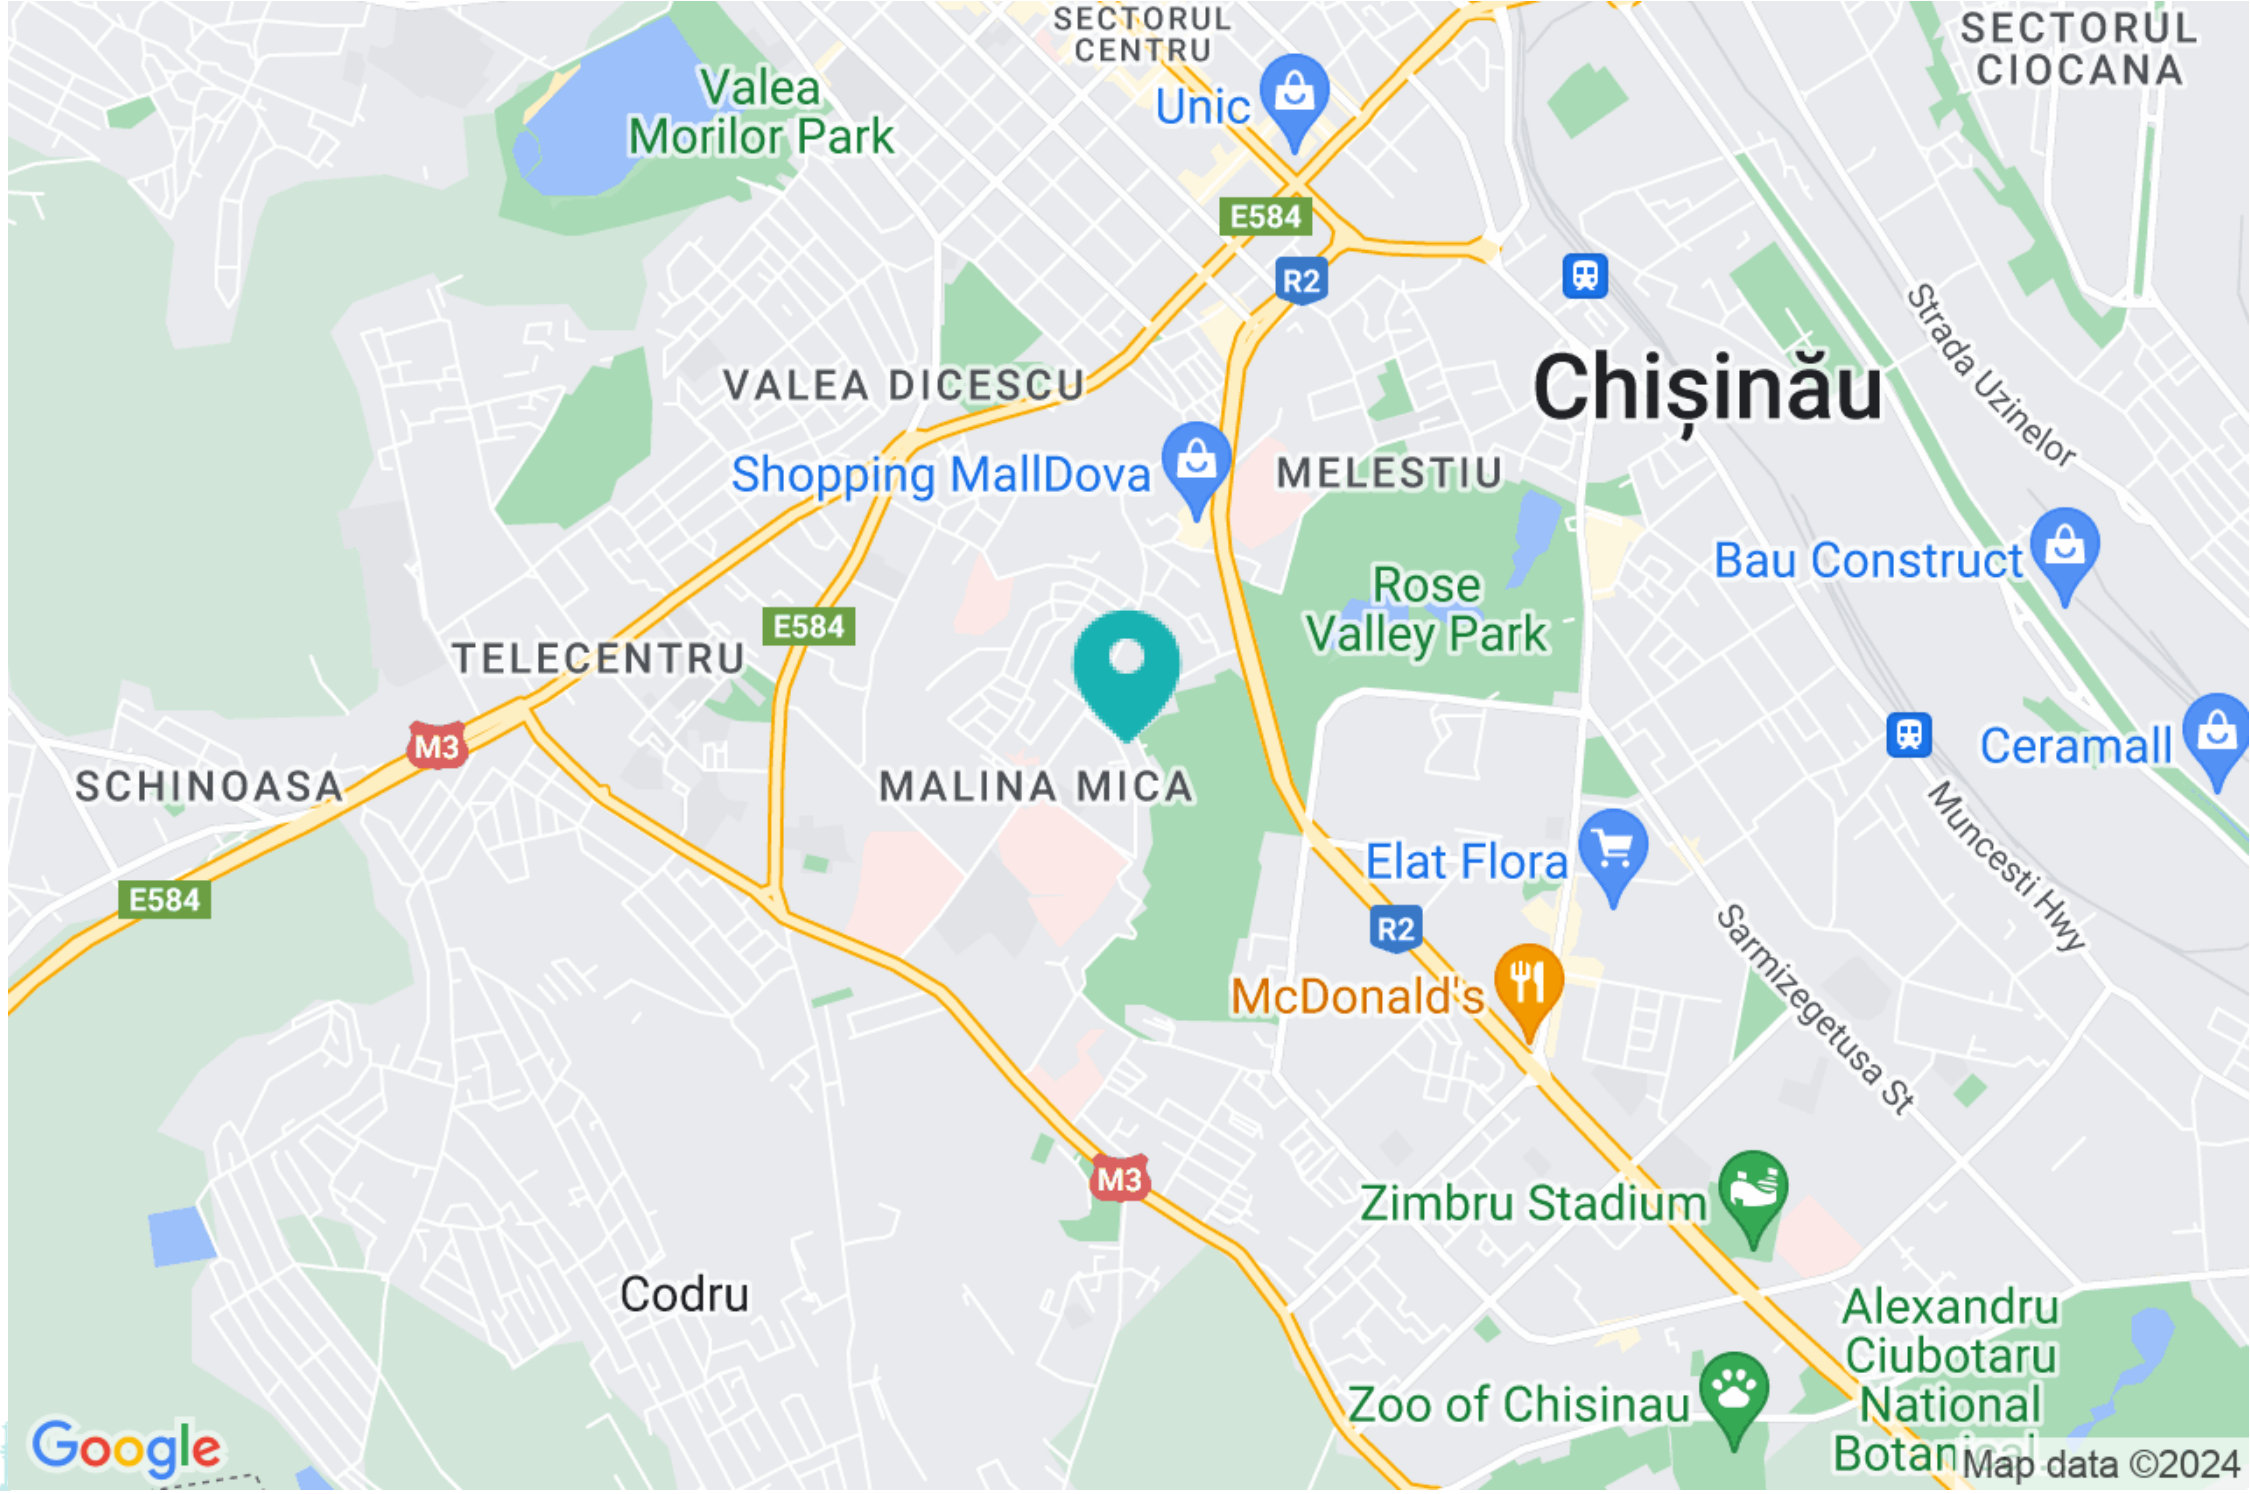 SECTORUL
CENTRU
SECTORUL
CIOCANA
Valea
Morilor Park
Unic
E584
R2
Strada Uzinelor
Chișinău
VALEA DICESCU
Shopping MallDova
MELESTIU
Bau Construct
Rose
Valley Park
E584
TELECENTRU
M3
SCHINOASA
MALINA MICA
Ceramall
Muncesti Hwy
Elat Flora
E584
R2
Sarmizegetusa St
McDonald's
M3
Zimbru Stadium
Codru
Alexandru
Ciubotaru
National
Zoo of Chisinau
Google
Map data ©2024